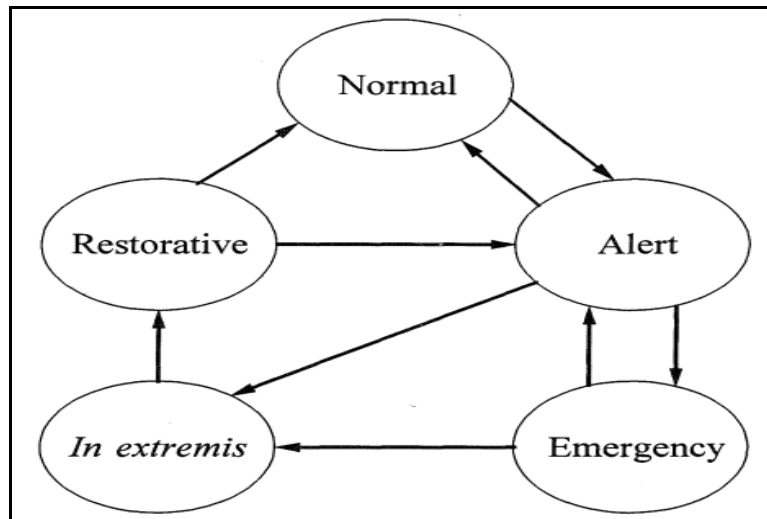 Normal
Restorative
Alert
In extremis
Emergency